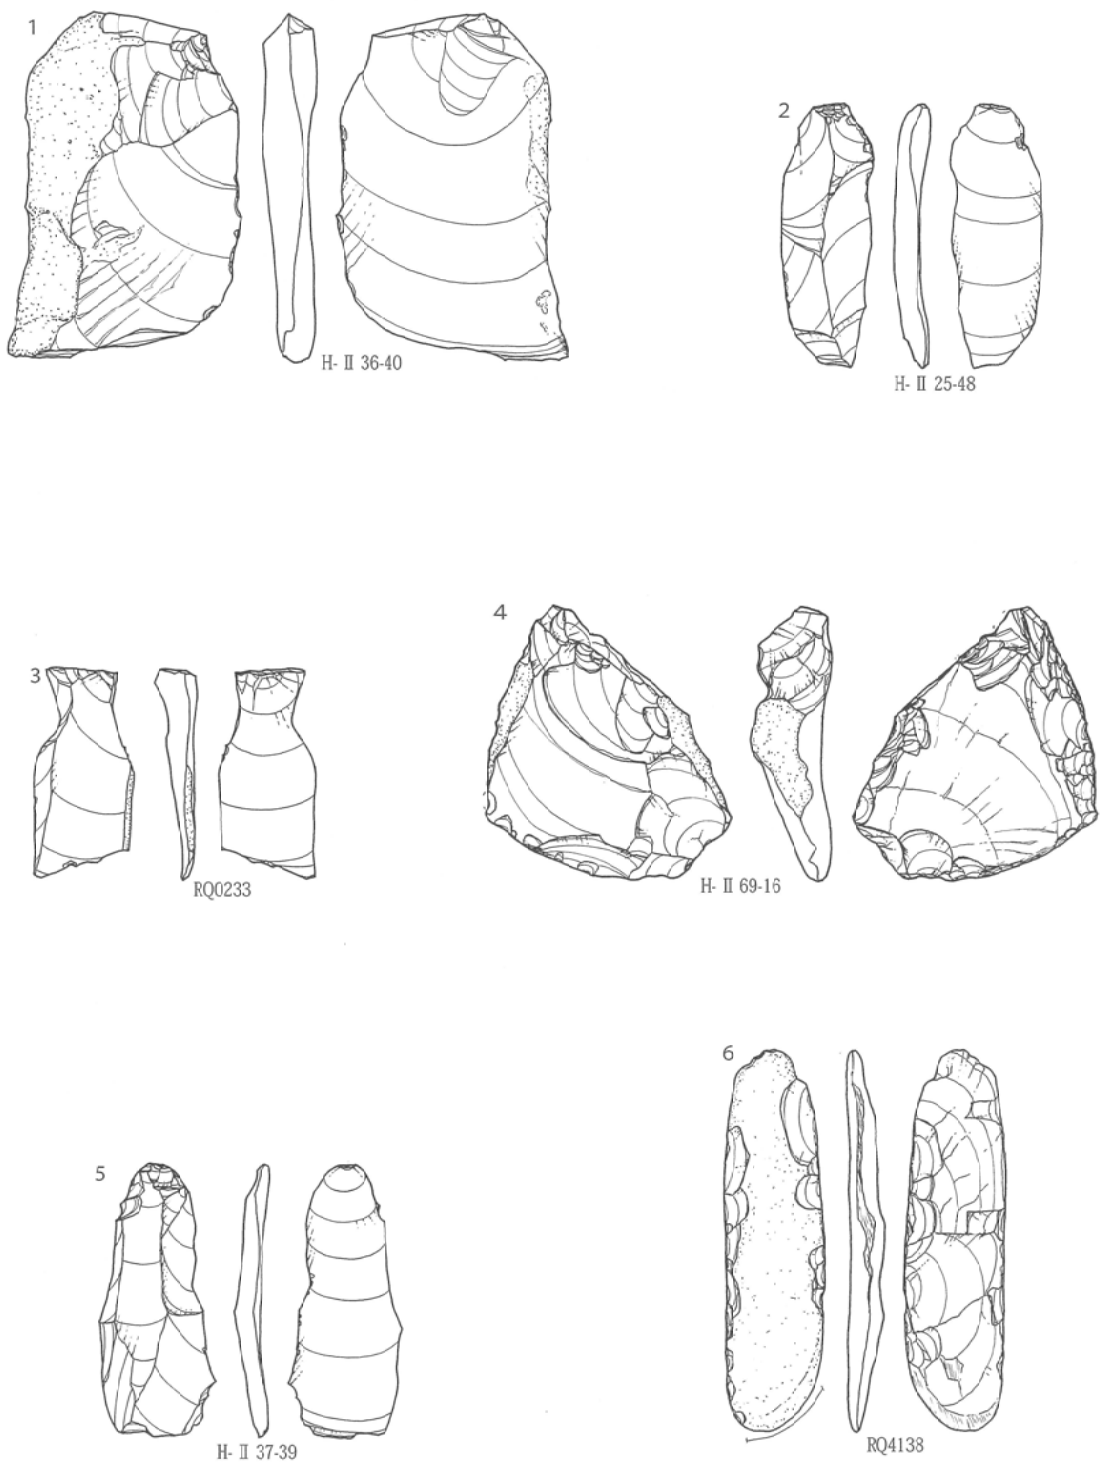 1
H- II 36-40
2
H- II 25-48
3
RQ0233
4
H- II 69-16
5
H- II 37-39
6
RQ4138